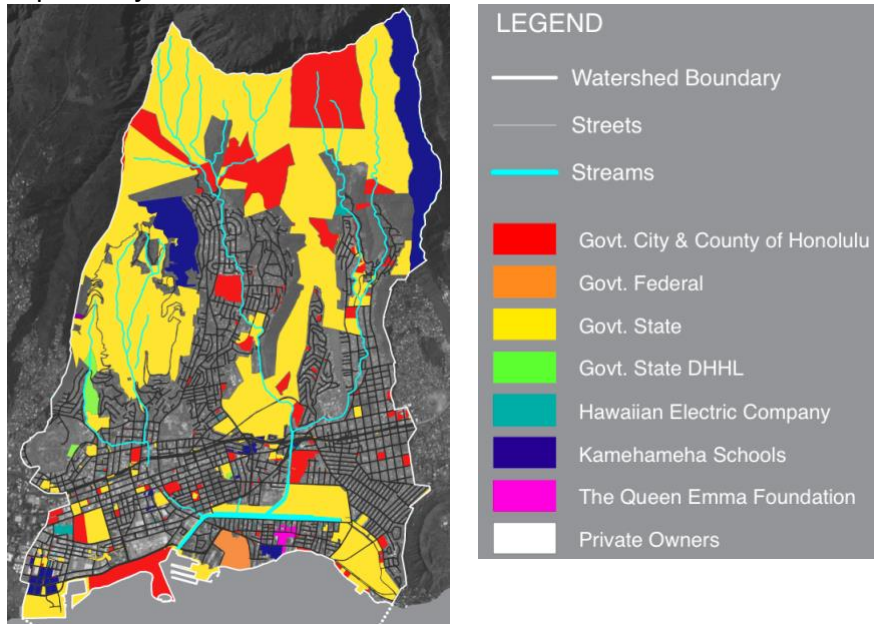 LEGEND
Watershed Boundary
Streets
Streams
Govt. City & County of Honolulu
Govt. Federal
Govt. State
Govt. State DHHL
Hawaiian Electric Company
Kamehameha Schools
The Queen Emma Foundation
Private Owners